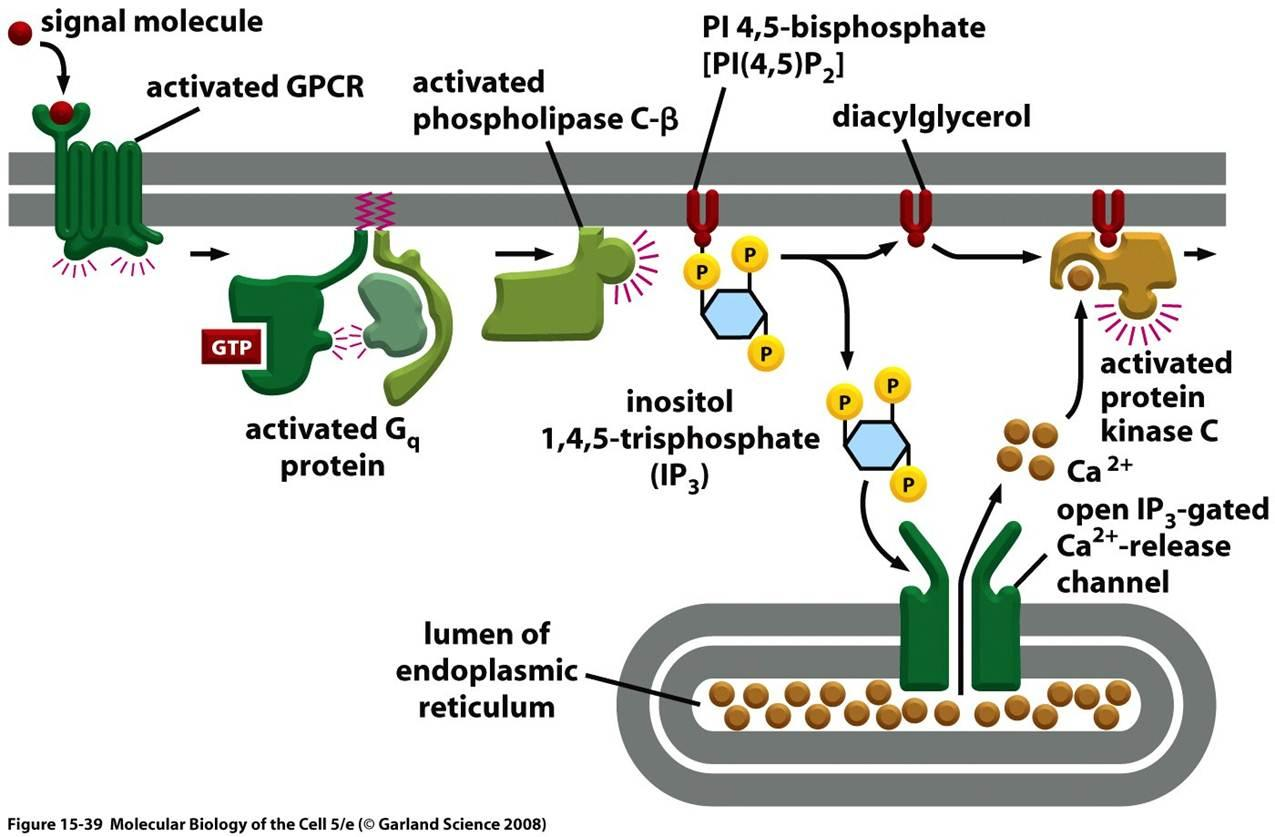 signal molecule
activated GPCR
activated
phospholipase C-β
PI 4,5-bisphosphate
[PI(4,5)P₂]
diacylglycerol
GTP
activated Gq
protein
P
P
P
inositol
1,4,5-trisphosphate
(IP₃)
P
P
P
activated
protein
kinase C
Ca 2+
open IP₃-gated
Ca²⁺-release
channel
lumen of
endoplasmic
reticulum
Figure 15-39 Molecular Biology of the Cell 5/e (© Garland Science 2008)